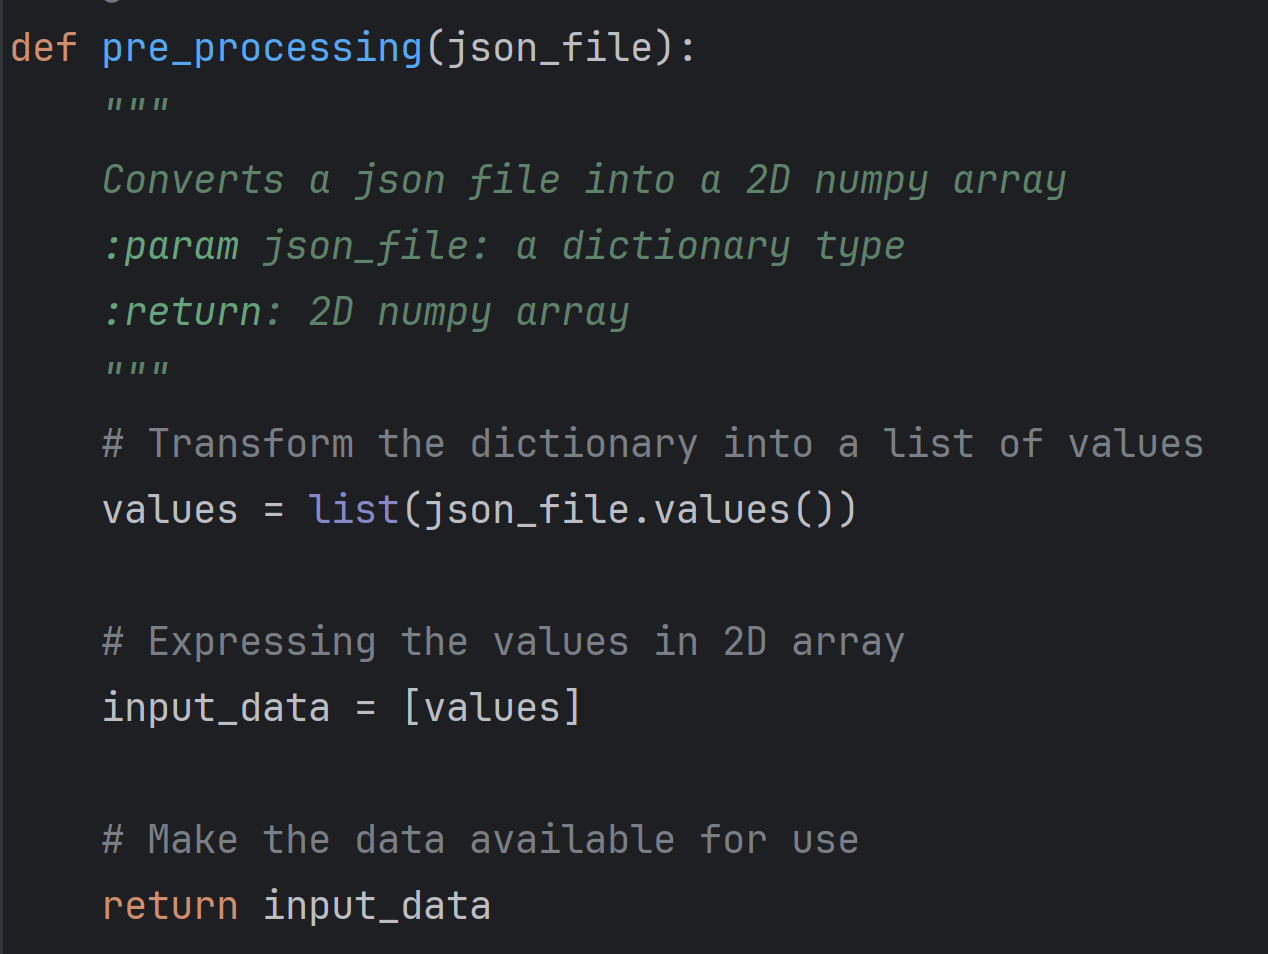 def pre_processing(json_file):
    """
    Converts a json file into a 2D numpy array
    :param json_file: a dictionary type
    :return: 2D numpy array
    """
    # Transform the dictionary into a list of values
    values = list(json_file.values())

    # Expressing the values in 2D array
    input_data = [values]

    # Make the data available for use
    return input_data